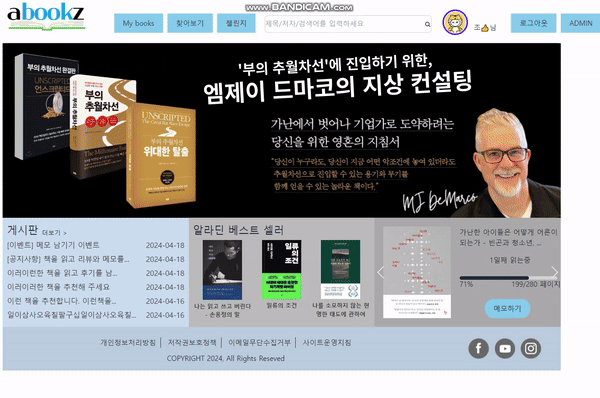 www.BANDICAM.com
abookz
My books
찾아보기
챌린지
제목/저자/검색어를 입력하세요
조👍님
로그아웃
ADMIN
'부의 추월차선'에 진입하기 위한,
엠제이 드마코의 지상 컨설팅
부의 추월차선 완결판
UNSCRIPTED
언스크립티드
부의
추월차선
The Millionaire
UNSCRIPTED
부의 추월차선
위대한 탈출
가난에서 벗어나 기업가로 도약하려는
당신을 위한 영혼의 지침서
"당신이 누구라도, 당신이 지금 어떤 악조건에 놓여 있더라도
추월차선으로 진입할 수 있는 용기와 무기를
함께 얻을 수 있는 놀라운 책이다."
MJ DeMarco
게시판 더보기 >
[이벤트] 메모 남기기 이벤트 2024-04-18
[공지사항] 책을 읽고 리뷰와 메모를... 2024-04-18
이러이런한 책을 읽고 후기를 남... 2024-04-18
이러이러한 책을 추천해 주세요 2024-04-18
이런 책을 추천합니다. 이런책을... 2024-04-16
일이삼사오육칠팔구십일이삼사오육칠... 2024-04-16
알라딘 베스트 셀러
일류의
조건
나는 읽고 쓰고 버린다
- 손웅정의 말
일류의 조건
나를 소모하지 않는 현
명한 태도에 관하여
가난한 아이들은 어떻게 어른이
되는가 - 빈곤과 청소년, ...
1일째 읽는중
71% 199/280 페이지
메모하기
개인정보처리방침 | 저작권보호정책 | 이메일무단수집거부 | 사이트운영지침
COPYRIGHT 2024, All Rights Reseved